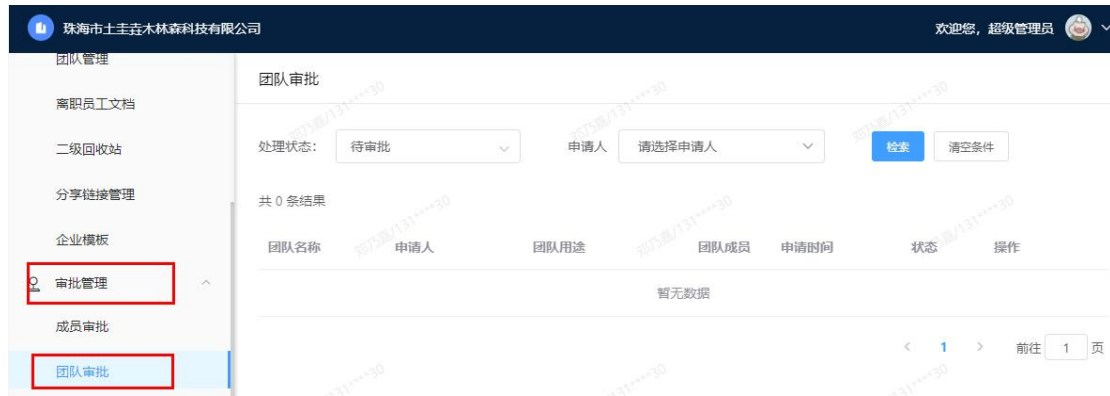 珠海市土圭垚木林森科技有限公司
欢迎您，超级管理员
团队管理
离职员工文档
二级回收站
分享链接管理
企业模板
审批管理
成员审批
团队审批
团队审批
处理状态： 待审批 申请人 请选择申请人 检索 清空条件
共 0 条结果
团队名称 申请人 团队用途 团队成员 申请时间 状态 操作
暂无数据
< 1 > 前往 1 页